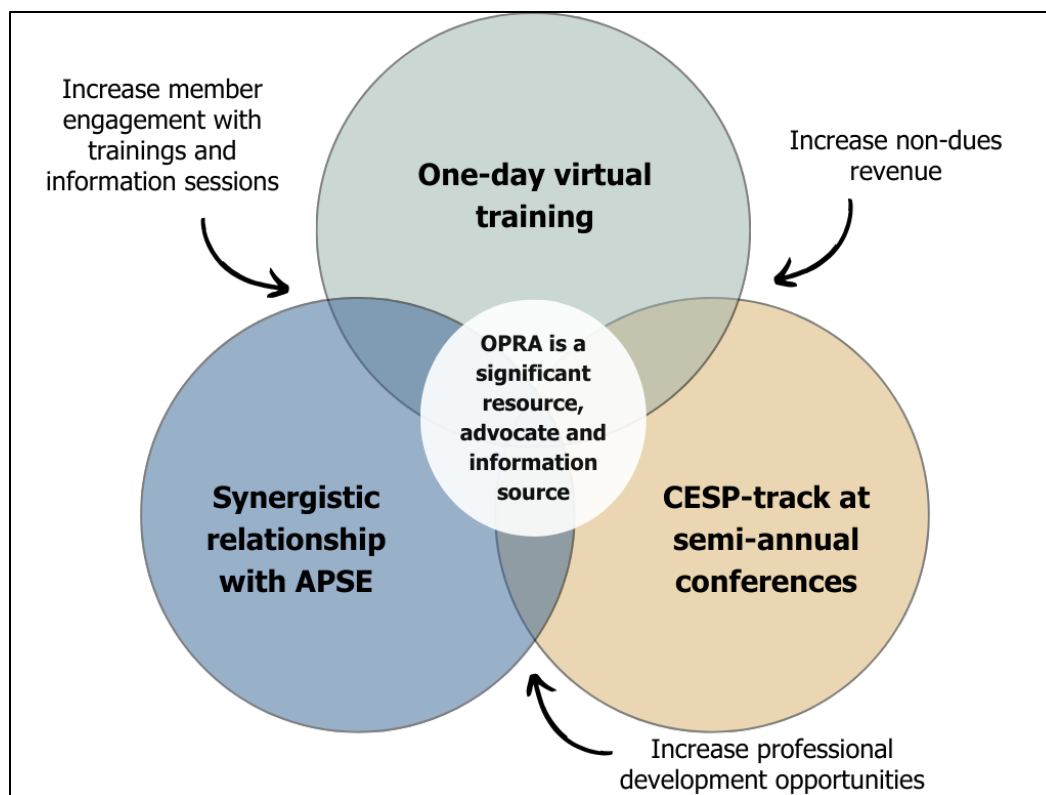 Increase member
engagement with
trainings and
information sessions
One-day virtual
training
Increase non-dues
revenue
OPRA is a
significant
resource,
advocate and
information
source
Synergistic
relationship
with APSE
CESP-track at
semi-annual
conferences
Increase professional
development opportunities